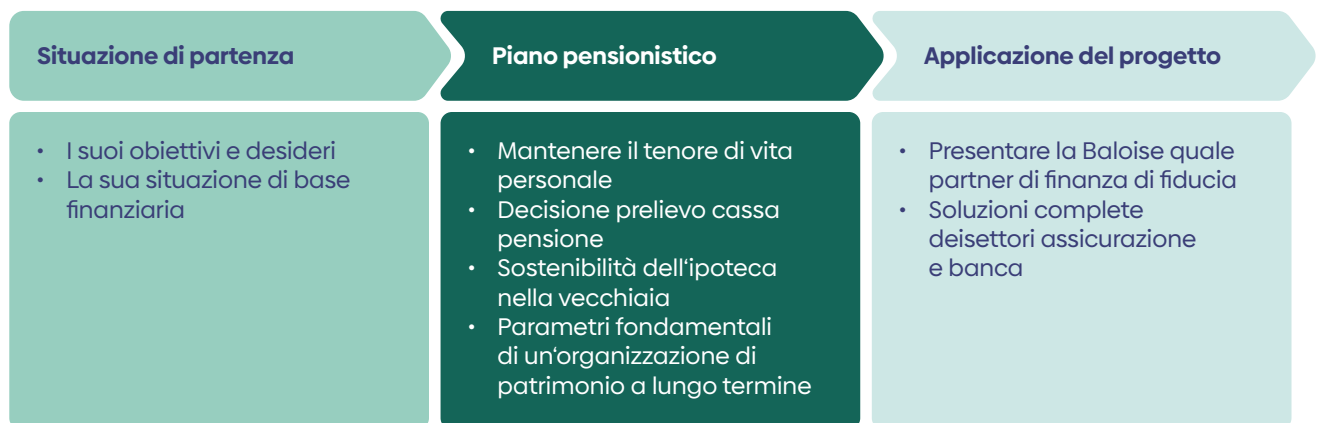 Situazione di partenza
Piano pensionistico
Applicazione del progetto
• I suoi obiettivi e desideri
• La sua situazione di base
finanziaria
• Mantenere il tenore di vita
personale
• Decisione prelievo cassa
pensione
• Sostenibilità dell‘ipoteca
nella vecchiaia
• Parametri fondamentali
di un‘organizzazione di
patrimonio a lungo termine
• Presentare la Baloise quale
partner di finanza di fiducia
• Soluzioni complete
deisettori assicurazione
e banca